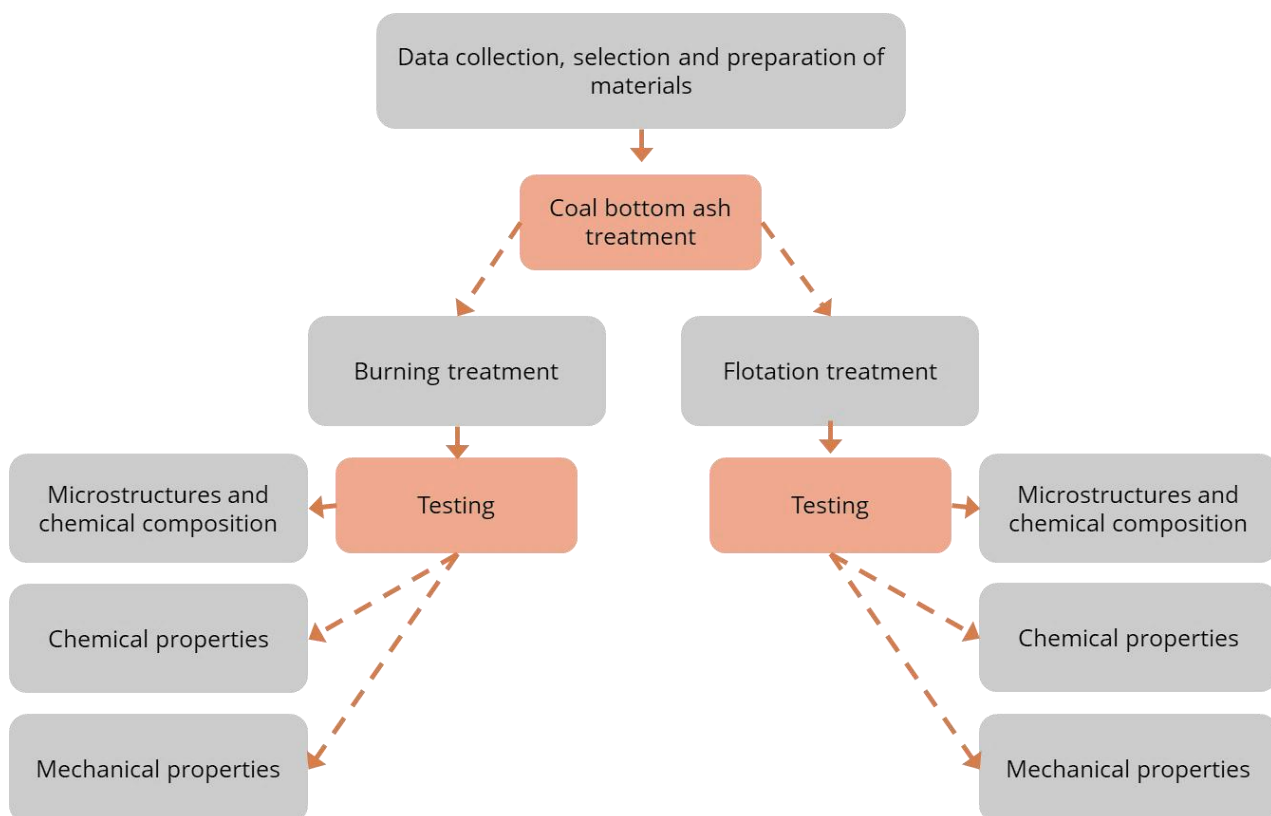 Data collection, selection and preparation of
materials
Coal bottom ash
treatment
Burning treatment
Flotation treatment
Testing
Testing
Microstructures and
chemical composition
Microstructures and
chemical composition
Chemical properties
Chemical properties
Mechanical properties
Mechanical properties